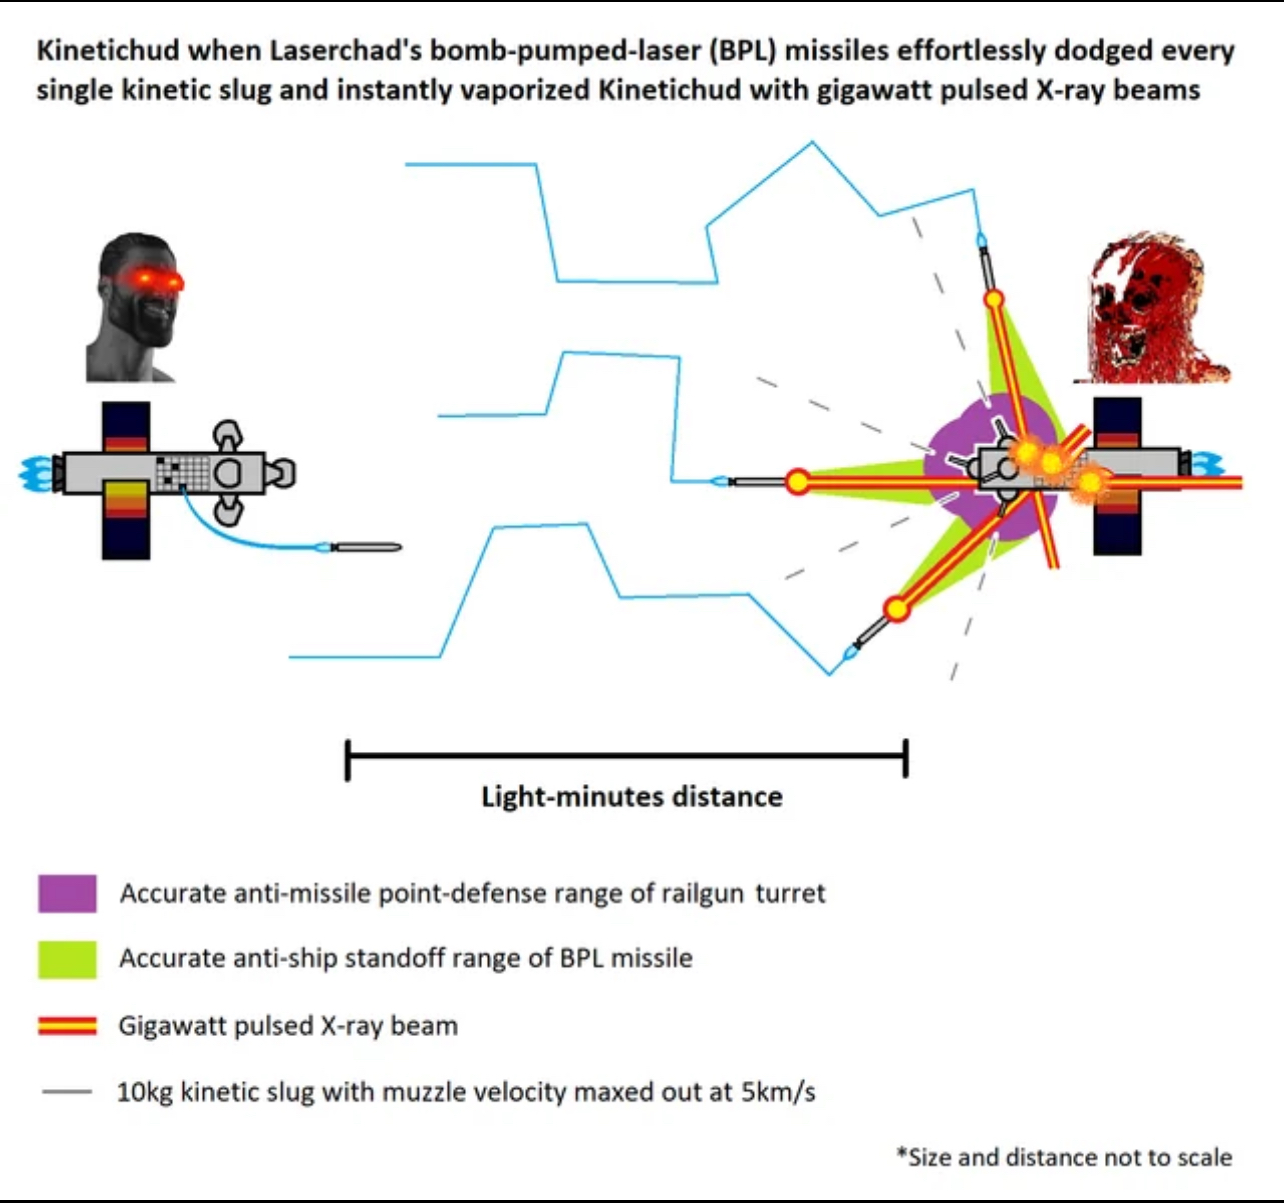 Kinetichud when Laserchad's bomb-pumped-laser (BPL) missiles effortlessly dodged every
single kinetic slug and instantly vaporized Kinetichud with gigawatt pulsed X-ray beams
Light-minutes distance
Accurate anti-missile point-defense range of railgun turret
Accurate anti-ship standoff range of BPL missile
Gigawatt pulsed X-ray beam
10kg kinetic slug with muzzle velocity maxed out at 5km/s
*Size and distance not to scale